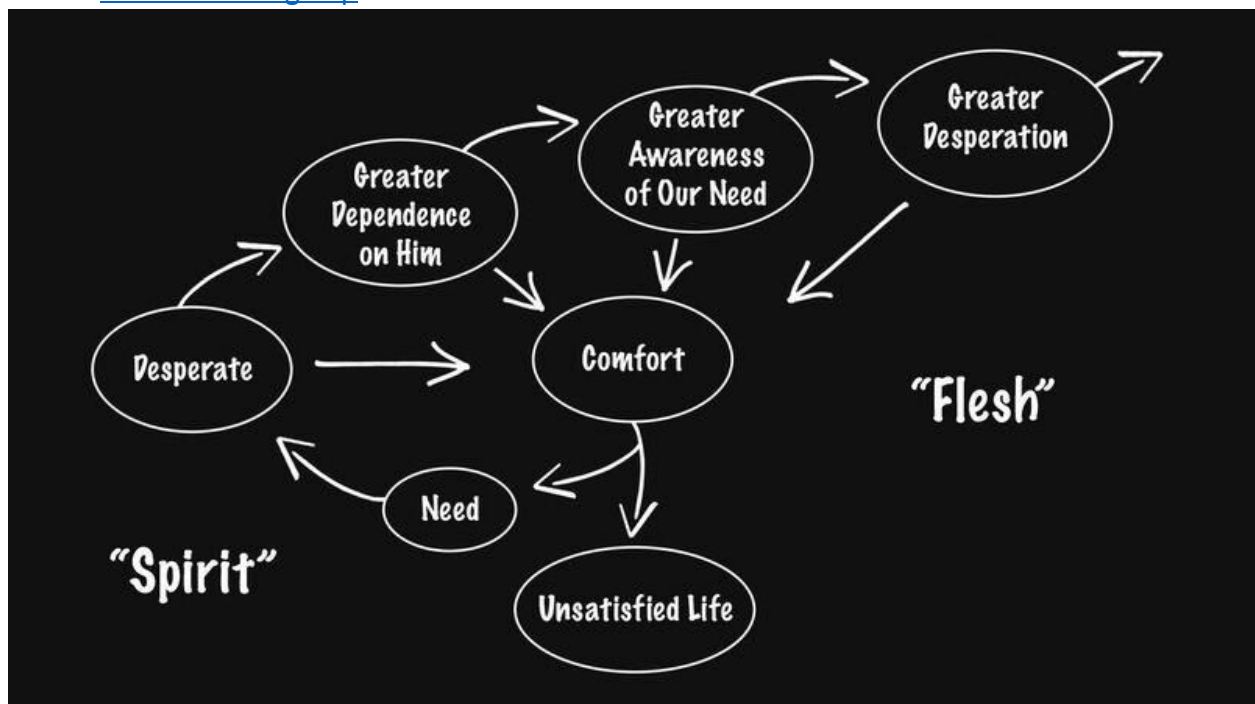 Greater
Desperation
Greater
Awareness
of Our Need
Greater
Dependence
on Him
Desperate
Comfort
"Flesh"
Need
"Spirit"
Unsatisfied Life